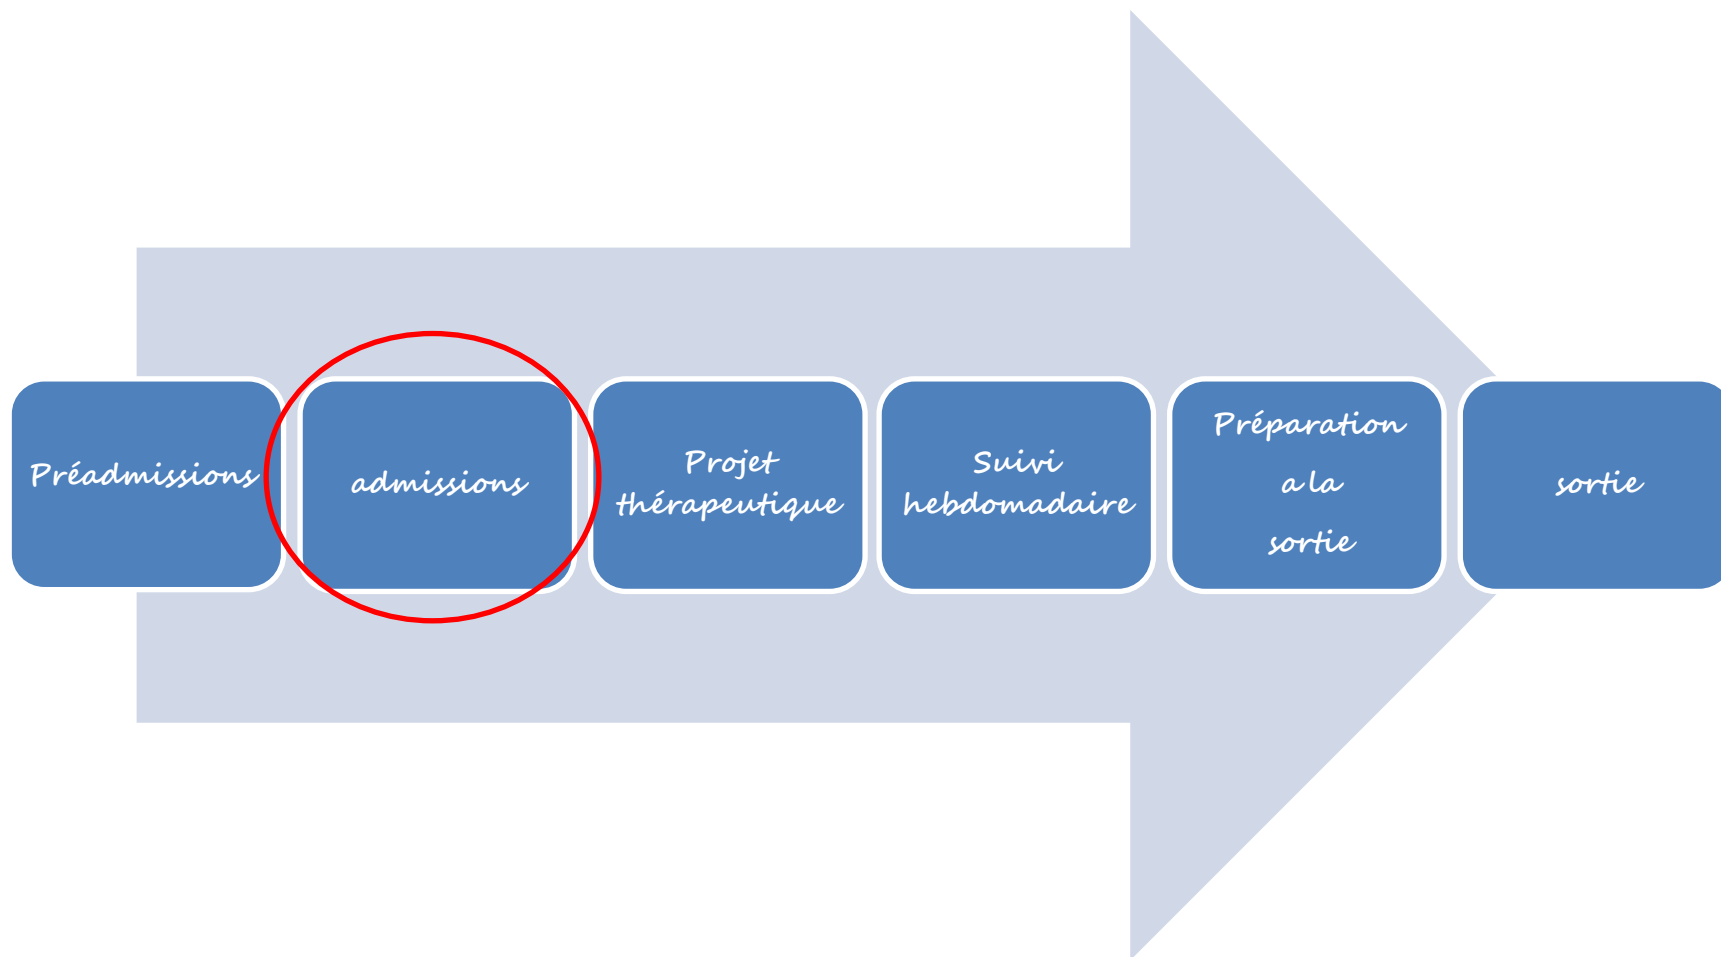 Préadmissions
admissions
Projet
thérapeutique
Suivi
hebdomadaire
Préparation
a la
sortie
sortie